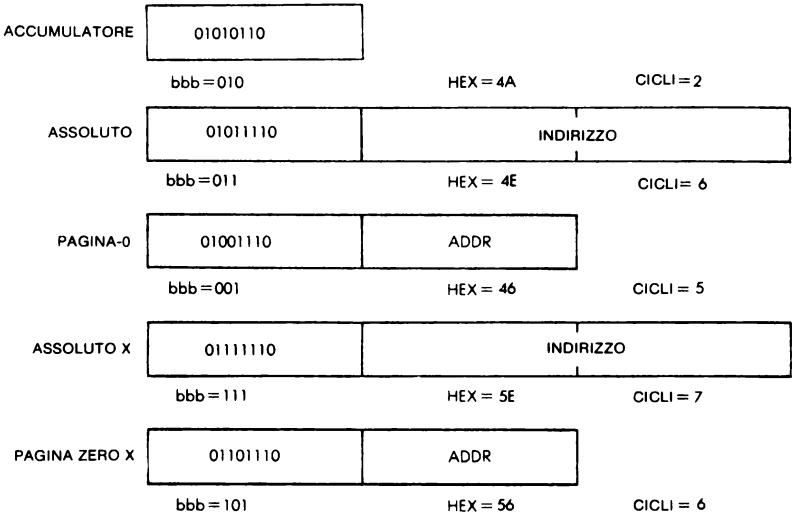 ACCUMULATORE 01010110
bbb=010 HEX=4A CICLI=2
ASSOLUTO 01011110 INDIRIZZO
bbb=011 HEX= 4E CICLI= 6
PAGINA-0 01001110 ADDR
bbb=001 HEX= 46 CICLI= 5
ASSOLUTO X 01111110 INDIRIZZO
bbb=111 HEX= 5E CICLI= 7
PAGINA ZERO X 01101110 ADDR
bbb=101 HEX=56 CICLI= 6